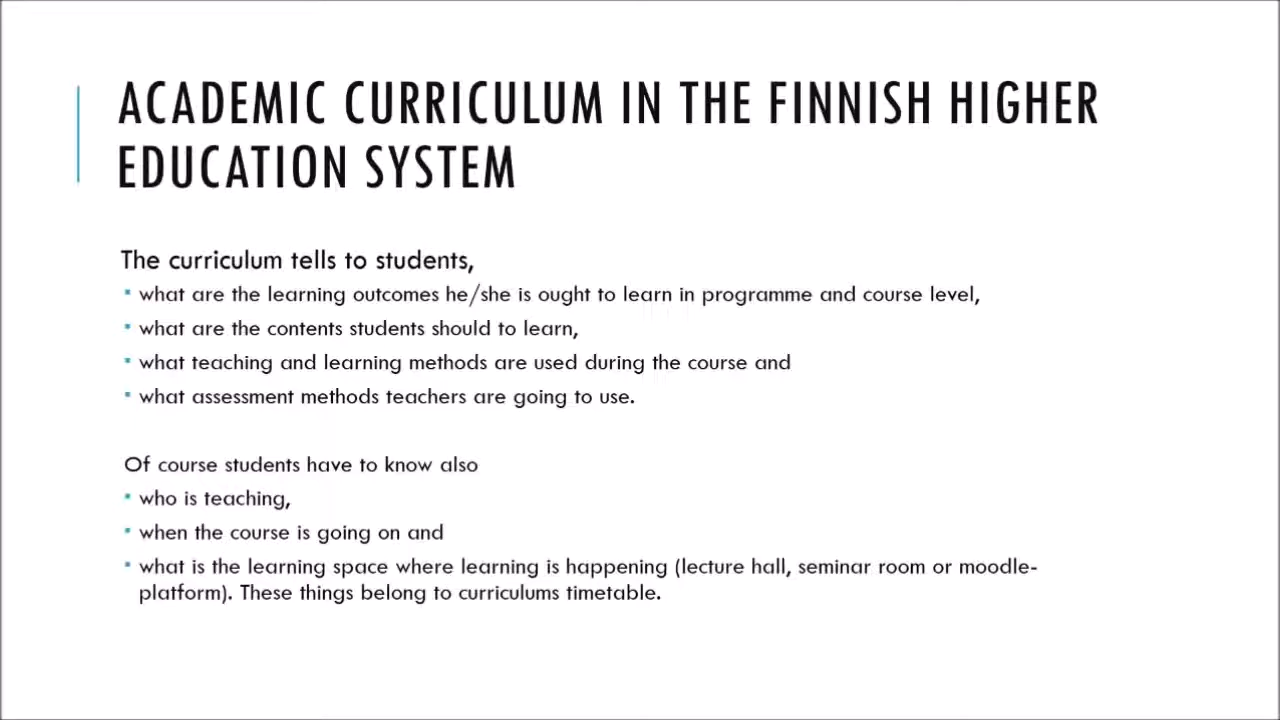 ACADEMIC CURRICULUM IN THE FINNISH HIGHER
EDUCATION SYSTEM
The curriculum tells to students,
▪ what are the learning outcomes he/she is ought to learn in programme and course level,
▪ what are the contents students should to learn,
▪ what teaching and learning methods are used during the course and
▪ what assessment methods teachers are going to use.
Of course students have to know also
▪ who is teaching,
▪ when the course is going on and
▪ what is the learning space where learning is happening (lecture hall, seminar room or moodle-
platform). These things belong to curriculums timetable.